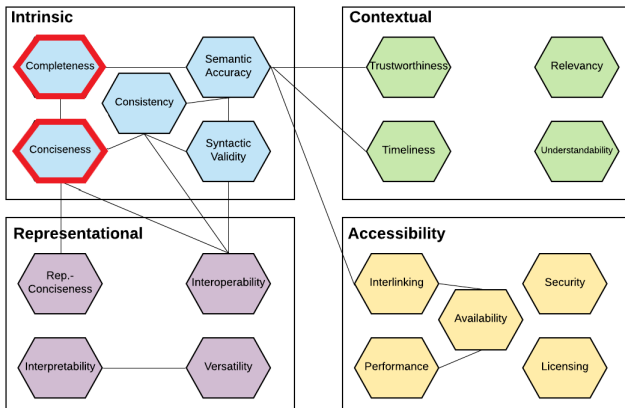 Intrinsic
Completeness
Semantic
Accuracy
Consistency
Conciseness
Syntactic
Validity
Contextual
Trustworthiness
Relevancy
Timeliness
Understandability
Representational
Rep.-
Conciseness
Interoperability
Interpretability
Versatility
Accessibility
Interlinking
Security
Availability
Performance
Licensing